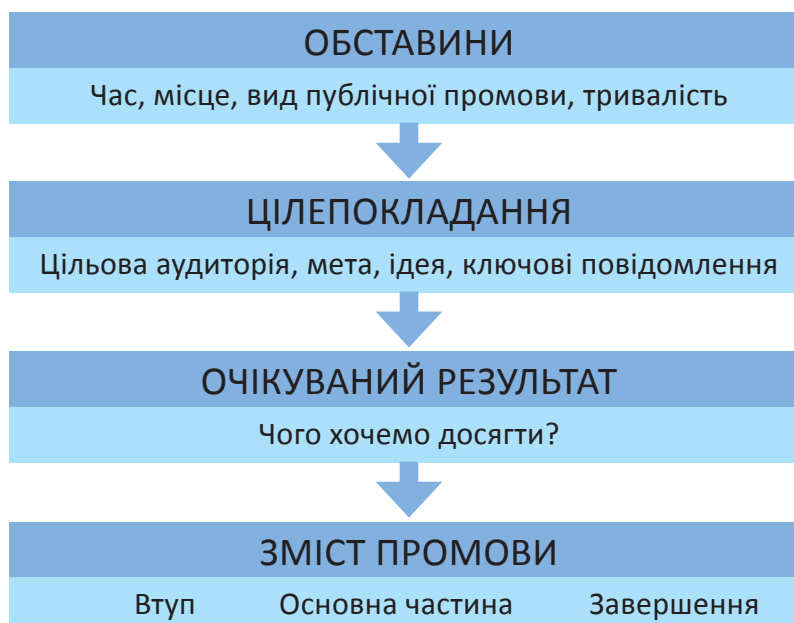 ОБСТАВИНИ
Час, місце, вид публічної промови, тривалість
ЦІЛЕПОКЛАДАННЯ
Цільова аудиторія, мета, ідея, ключові повідомлення
ОЧІКУВАНИЙ РЕЗУЛЬТАТ
Чого хочемо досягти?
ЗМІСТ ПРОМОВИ
Втуп Основна частина Завершення